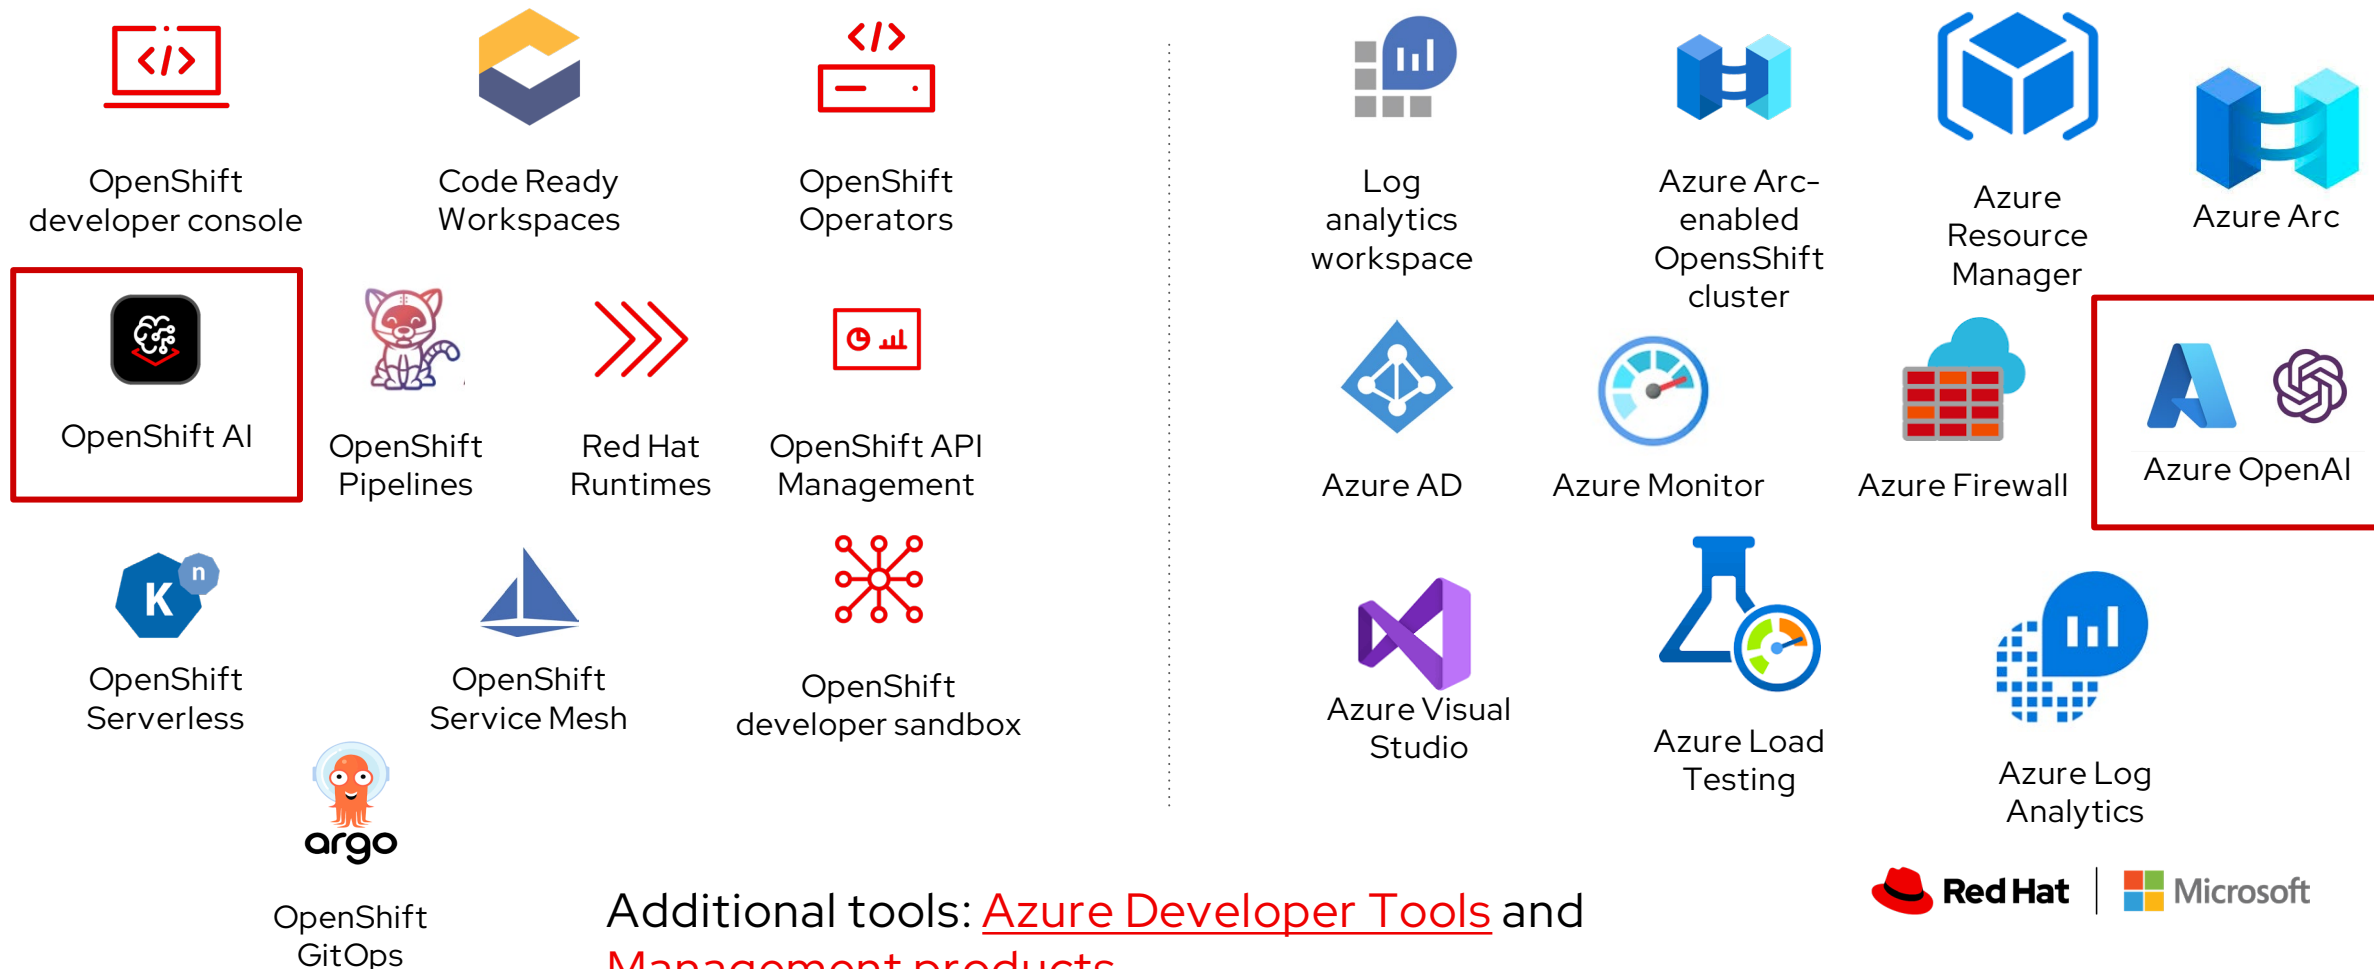 OpenShift
developer console
Code Ready
Workspaces
OpenShift
Operators
OpenShift AI
OpenShift
Pipelines
Red Hat
Runtimes
OpenShift API
Management
K
n
OpenShift
Serverless
OpenShift
Service Mesh
OpenShift
developer sandbox
argo
OpenShift
GitOps
Log
analytics
workspace
Azure Arc-
enabled
OpensShift
cluster
Azure
Resource
Manager
Azure Arc
Azure AD
Azure Monitor
Azure Firewall
Azure OpenAI
Azure Visual
Studio
Azure Load
Testing
Azure Log
Analytics
Additional tools: Azure Developer Tools and
Management products
Red Hat
Microsoft